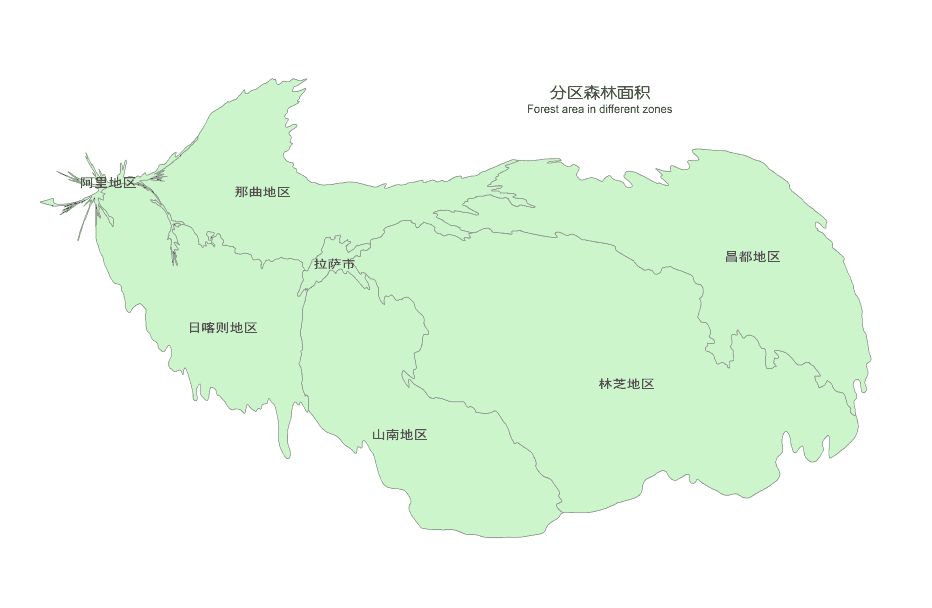 分区森林面积
Forest area in different zones
阿里地区
那曲地区
昌都地区
拉萨市
日喀则地区
林芝地区
山南地区